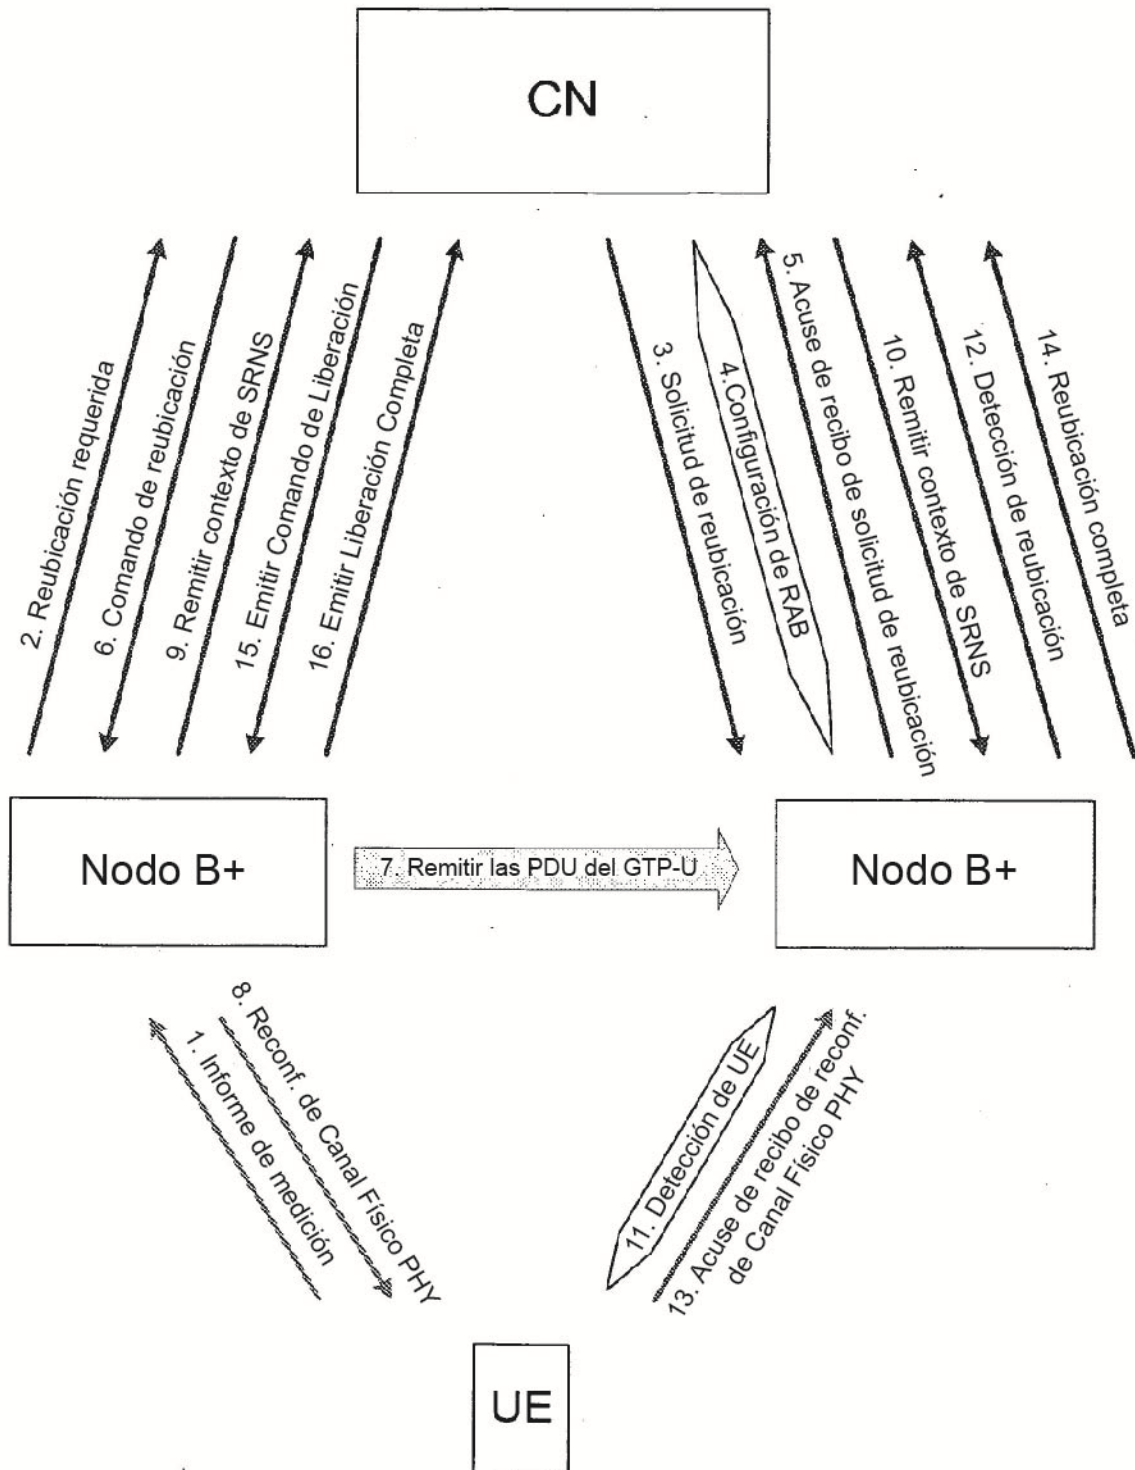 CN
2. Reubicación requerida
6. Comando de reubicación
9. Remitir contexto de SRNS
15. Emitir Comando de Liberación
16. Emitir Liberación Completa
3. Solicitud de reubicación
4.Configuración de RAB
5. Acuse de recibo de solicitud de reubicación
10. Remitir contexto de SRNS
12. Detección de reubicación
14. Reubicación completa
Nodo B+
7. Remitir las PDU del GTP-U
Nodo B+
1. Informe de medición
8. Reconf. de Canal Físico PHY
11. Detección de UE
13. Acuse de recibo de reconf.
de Canal Físico PHY
UE